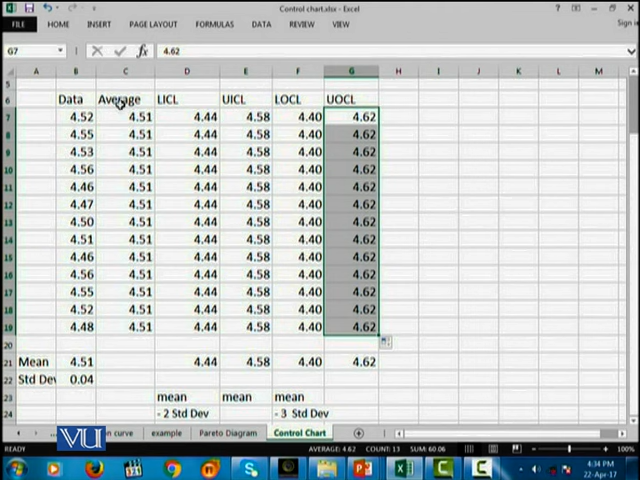 Control chart.xlsx - Excel
Sign in
FILE HOME INSERT PAGE LAYOUT FORMULAS DATA REVIEW VIEW
G7 fx 4.62
A B C D E F G H I J K L M
5
6 Data Average LICL UICL LOCL UOCL
7 4.52 4.51 4.44 4.58 4.40 4.62
8 4.55 4.51 4.44 4.58 4.40 4.62
9 4.53 4.51 4.44 4.58 4.40 4.62
10 4.56 4.51 4.44 4.58 4.40 4.62
11 4.46 4.51 4.44 4.58 4.40 4.62
12 4.47 4.51 4.44 4.58 4.40 4.62
13 4.50 4.51 4.44 4.58 4.40 4.62
14 4.51 4.51 4.44 4.58 4.40 4.62
15 4.46 4.51 4.44 4.58 4.40 4.62
16 4.56 4.51 4.44 4.58 4.40 4.62
17 4.55 4.51 4.44 4.58 4.40 4.62
18 4.52 4.51 4.44 4.58 4.40 4.62
19 4.48 4.51 4.44 4.58 4.40 4.62
20
21 Mean 4.51 4.44 4.58 4.40 4.62
22 Std Dev 0.04
23 mean mean mean
24 - 2 Std Dev - 3 Std Dev
... n curve example Pareto Diagram Control Chart
VU
READY AVERAGE: 4.62 COUNT: 13 SUM: 60.06 100%
4:34 PM
22-Apr-17